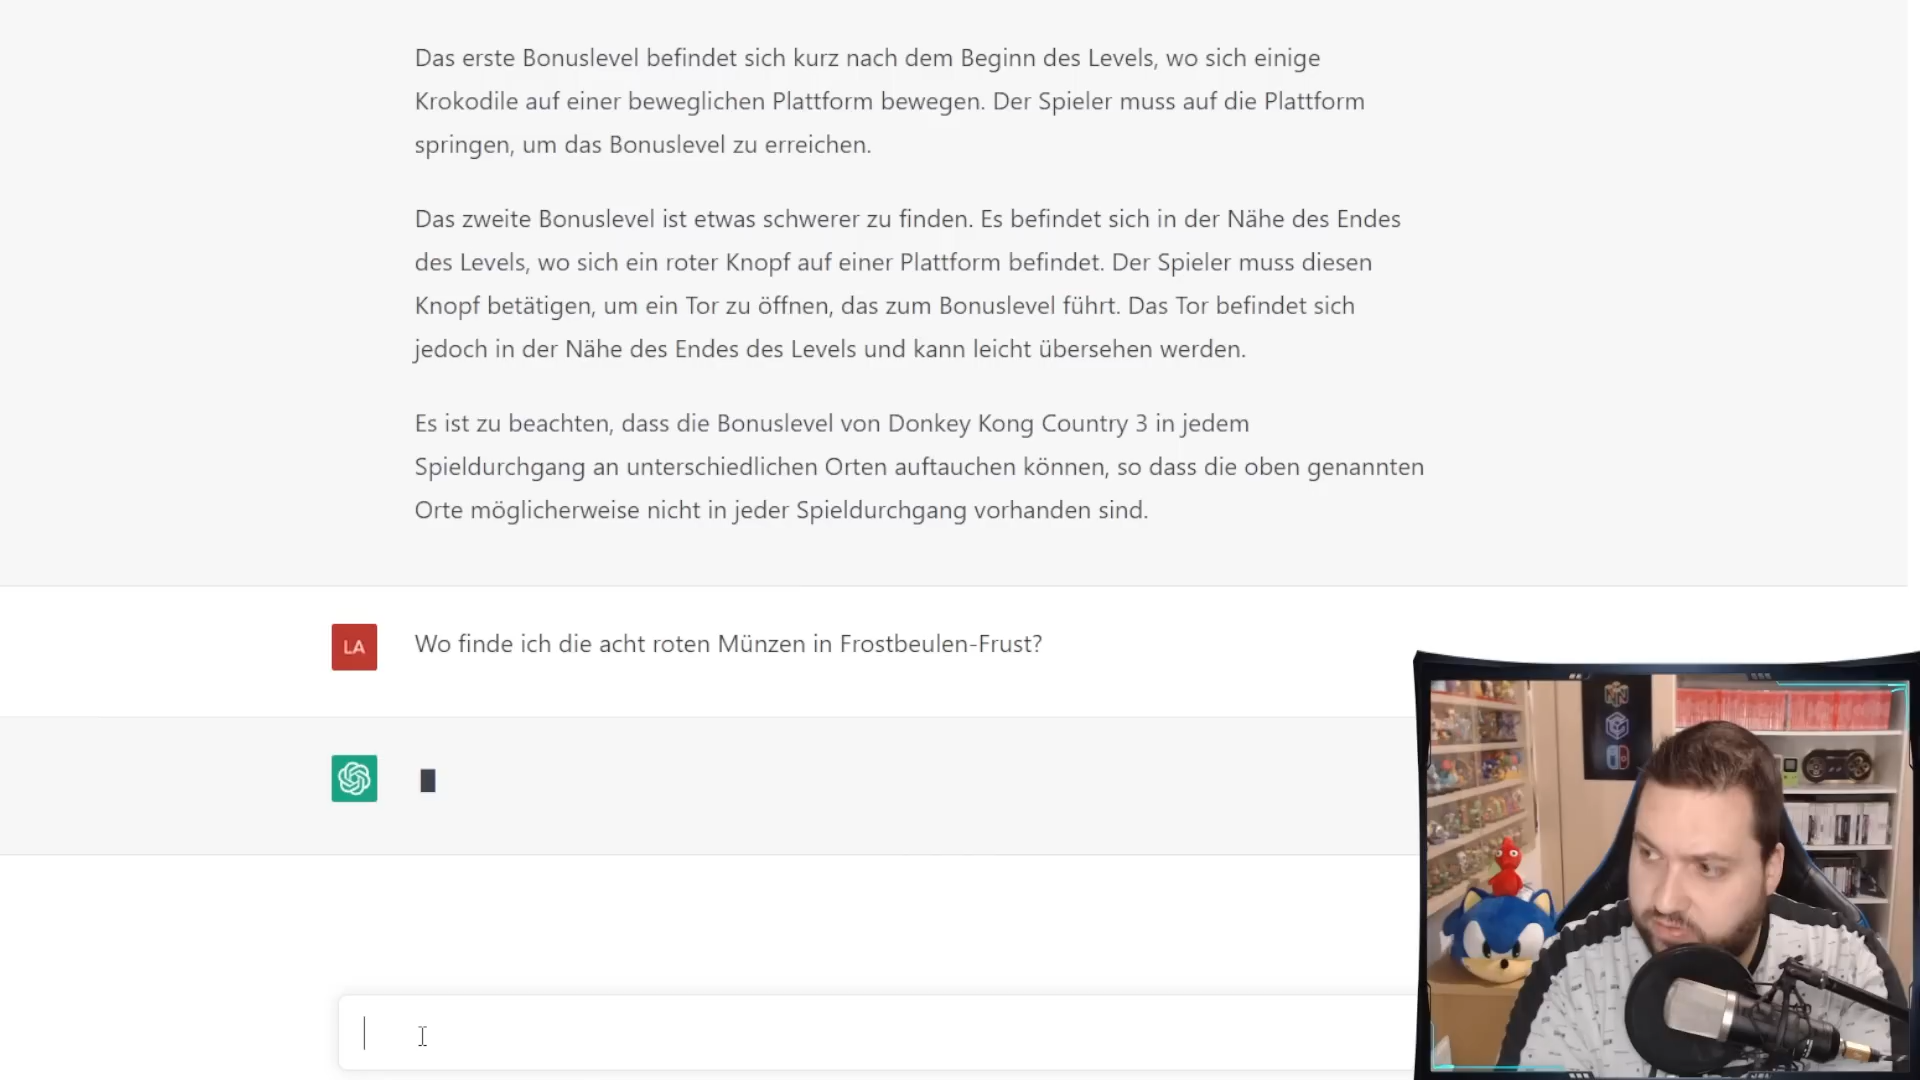 Das erste Bonuslevel befindet sich kurz nach dem Beginn des Levels, wo sich einige
Krokodile auf einer beweglichen Plattform bewegen. Der Spieler muss auf die Plattform
springen, um das Bonuslevel zu erreichen.
Das zweite Bonuslevel ist etwas schwerer zu finden. Es befindet sich in der Nähe des Endes
des Levels, wo sich ein roter Knopf auf einer Plattform befindet. Der Spieler muss diesen
Knopf betätigen, um ein Tor zu öffnen, das zum Bonuslevel führt. Das Tor befindet sich
jedoch in der Nähe des Endes des Levels und kann leicht übersehen werden.
Es ist zu beachten, dass die Bonuslevel von Donkey Kong Country 3 in jedem
Spieldurchgang an unterschiedlichen Orten auftauchen können, so dass die oben genannten
Orte möglicherweise nicht in jeder Spieldurchgang vorhanden sind.
LA
Wo finde ich die acht roten Münzen in Frostbeulen-Frust?